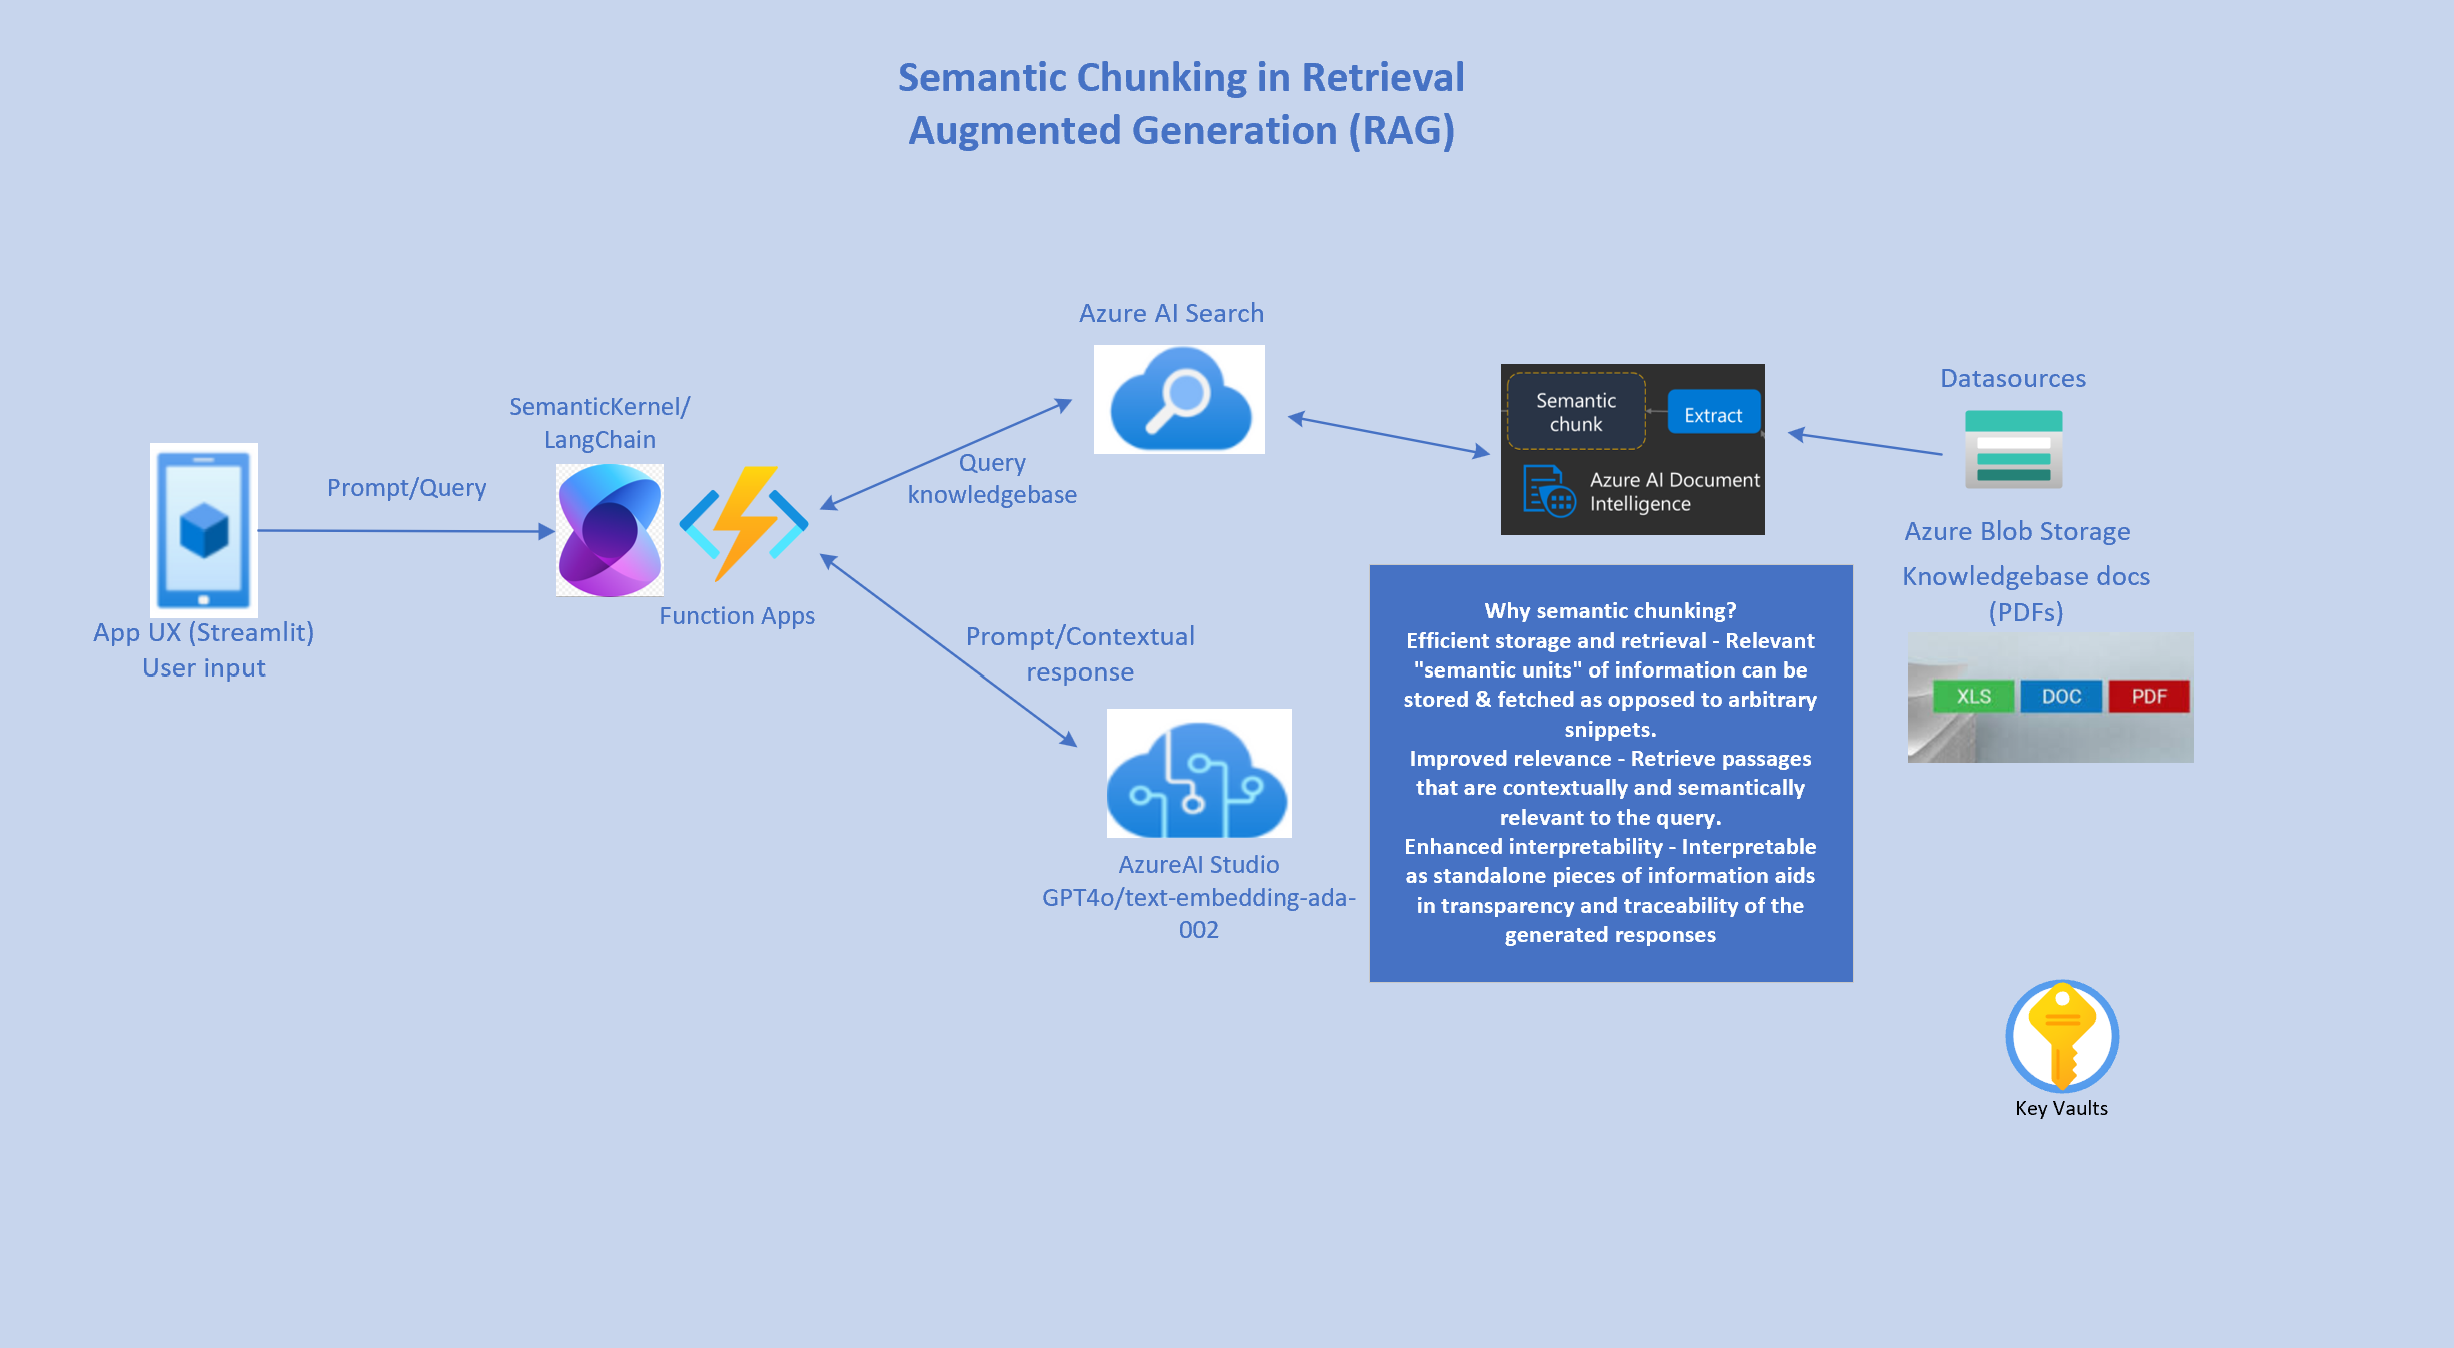 Semantic Chunking in Retrieval
Augmented Generation (RAG)
Azure AI Search
SemanticKernel/
LangChain
Prompt/Query
Query
knowledgebase
Function Apps
App UX (Streamlit)
User input
Prompt/Contextual
response
AzureAI Studio
GPT4o/text-embedding-ada-
002
Semantic
chunk
Extract
Azure AI Document
Intelligence
Datasources
Azure Blob Storage
Knowledgebase docs
(PDFs)
XLS
DOC
PDF
Why semantic chunking?
Efficient storage and retrieval - Relevant
"semantic units" of information can be
stored & fetched as opposed to arbitrary
snippets.
Improved relevance - Retrieve passages
that are contextually and semantically
relevant to the query.
Enhanced interpretability - Interpretable
as standalone pieces of information aids
in transparency and traceability of the
generated responses
Key Vaults